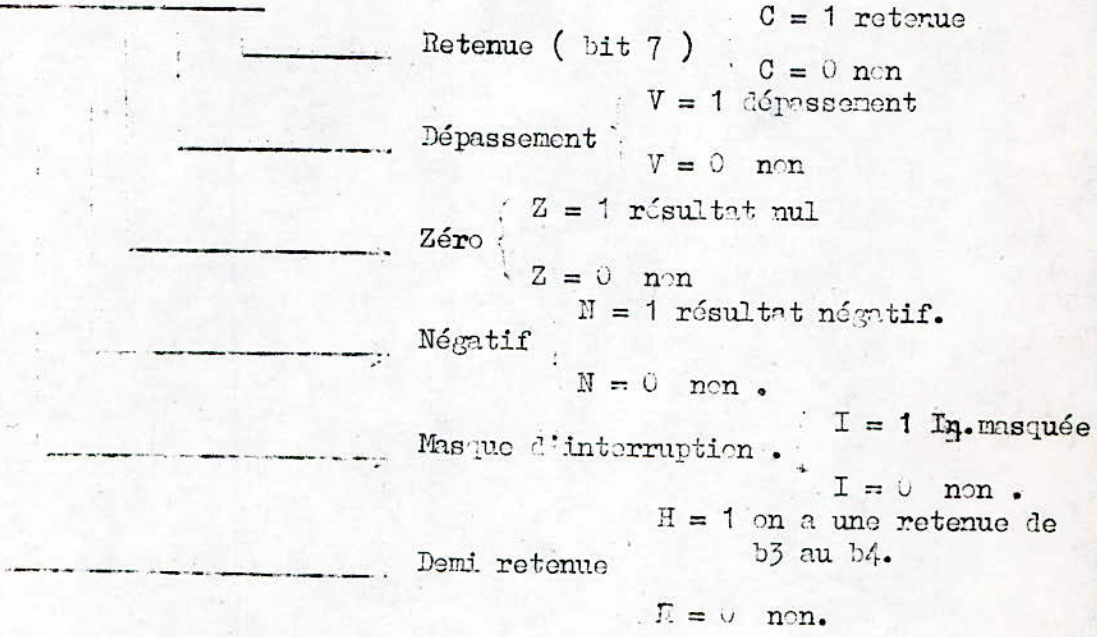 C = 1 retenue
Retenue ( bit 7 )
C = 0 non
V = 1 dépassement
Dépassement
V = 0 non
Z = 1 résultat nul
Zéro
Z = 0 non
N = 1 résultat négatif.
Négatif
N = 0 non .
I = 1 In.masquée
Masque d'interruption .
I = 0 non .
H = 1 on a une retenue de
b3 au b4.
Demi retenue
H = 0 non.